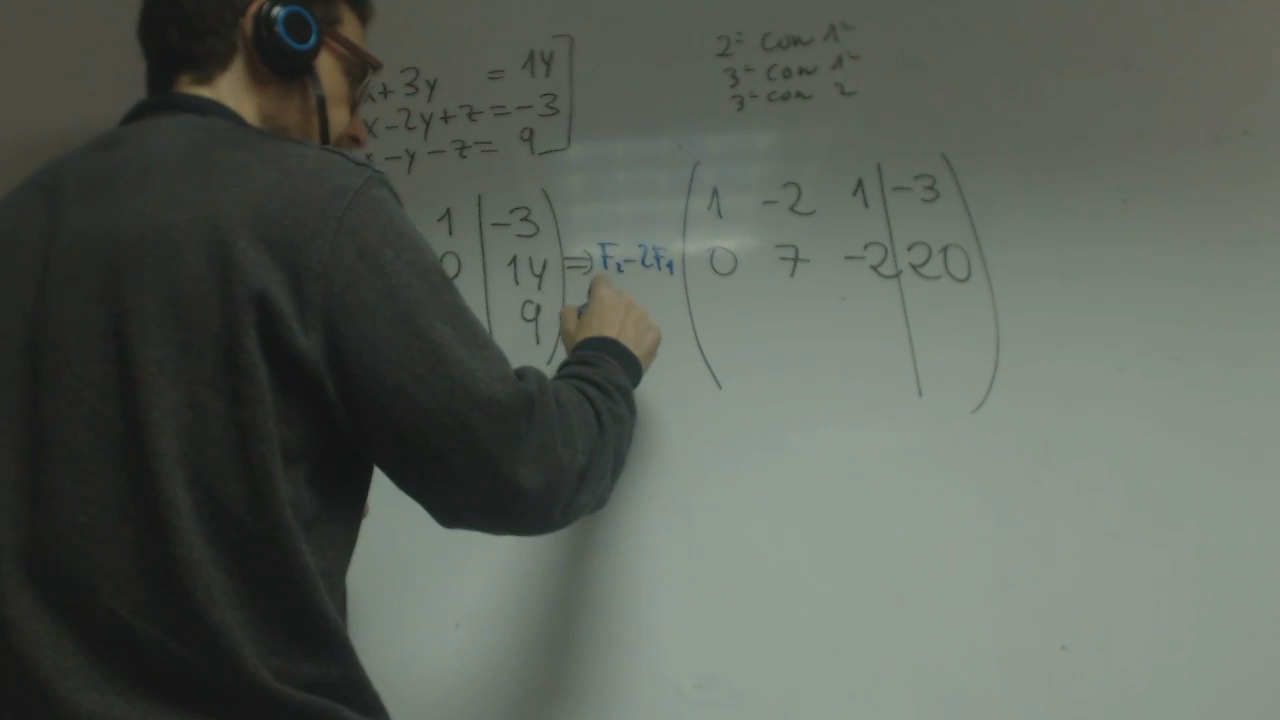 x+3y = 14
x-2y+z=-3
x-y-z= 9
2ª con 1ª
3ª con 1ª
3ª con 2
1 | -3
0 | 14
9
⇒ F₂-2F₁
1 -2 1 | -3
0 7 -2 | 20